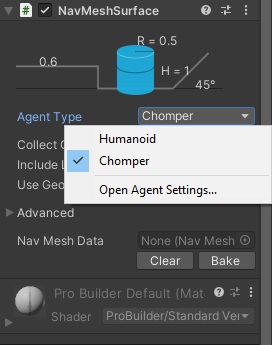 NavMeshSurface
R = 0.5
0.6
H = 1
45°
Agent Type
Chomper
Humanoid
Chomper
Open Agent Settings...
Collect O
Include L
Use Geo
Advanced
Nav Mesh Data
None (Nav Mesh
Clear
Bake
Pro Builder Default (Mat
Shader
ProBuilder/Standard Ver